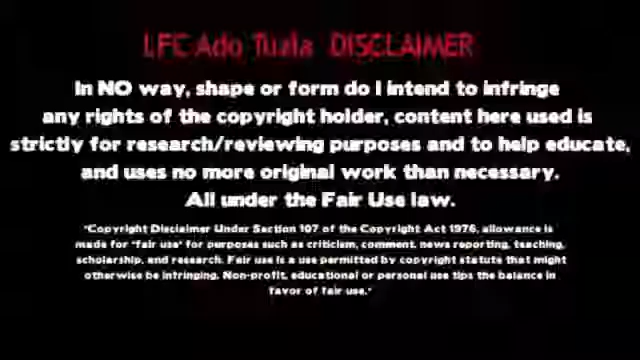 LFC Ado Tuala DISCLAIMER
In NO way, shape or form do I intend to infringe
any rights of the copyright holder, content here used is
strictly for research/reviewing purposes and to help educate,
and uses no more original work than necessary.
All under the Fair Use law.
"Copyright Disclaimer Under Section 107 of the Copyright Act 1976, allowance is
made for "fair use" for purposes such as criticism, comment, news reporting, teaching,
scholarship, and research. Fair use is a use permitted by copyright statute that might
otherwise be infringing. Non-profit, educational or personal use tips the balance in
favor of fair use."